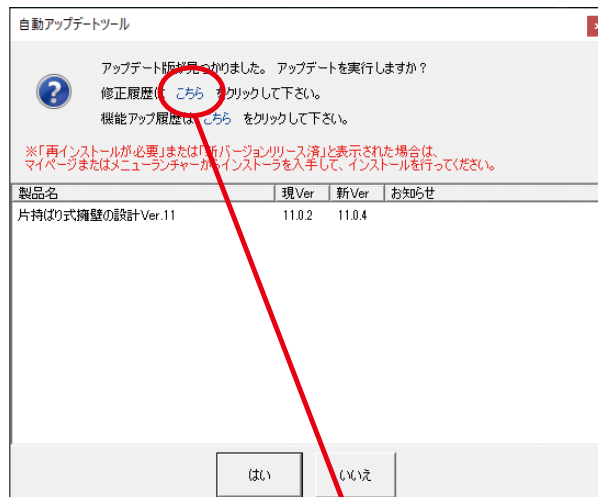 自動アップデートツール
アップデート版が見つかりました。 アップデートを実行しますか？
修正履歴は こちら をクリックして下さい。
機能アップ履歴は こちら をクリックして下さい。
※「再インストールが必要」または「新バージョンリリース済」と表示された場合は、
マイページまたはメニューランチャーからインストーラを入手して、インストールを行ってください。
製品名 現Ver 新Ver お知らせ
片持ばり式擁壁の設計Ver.11 11.0.2 11.0.4
はい いいえ